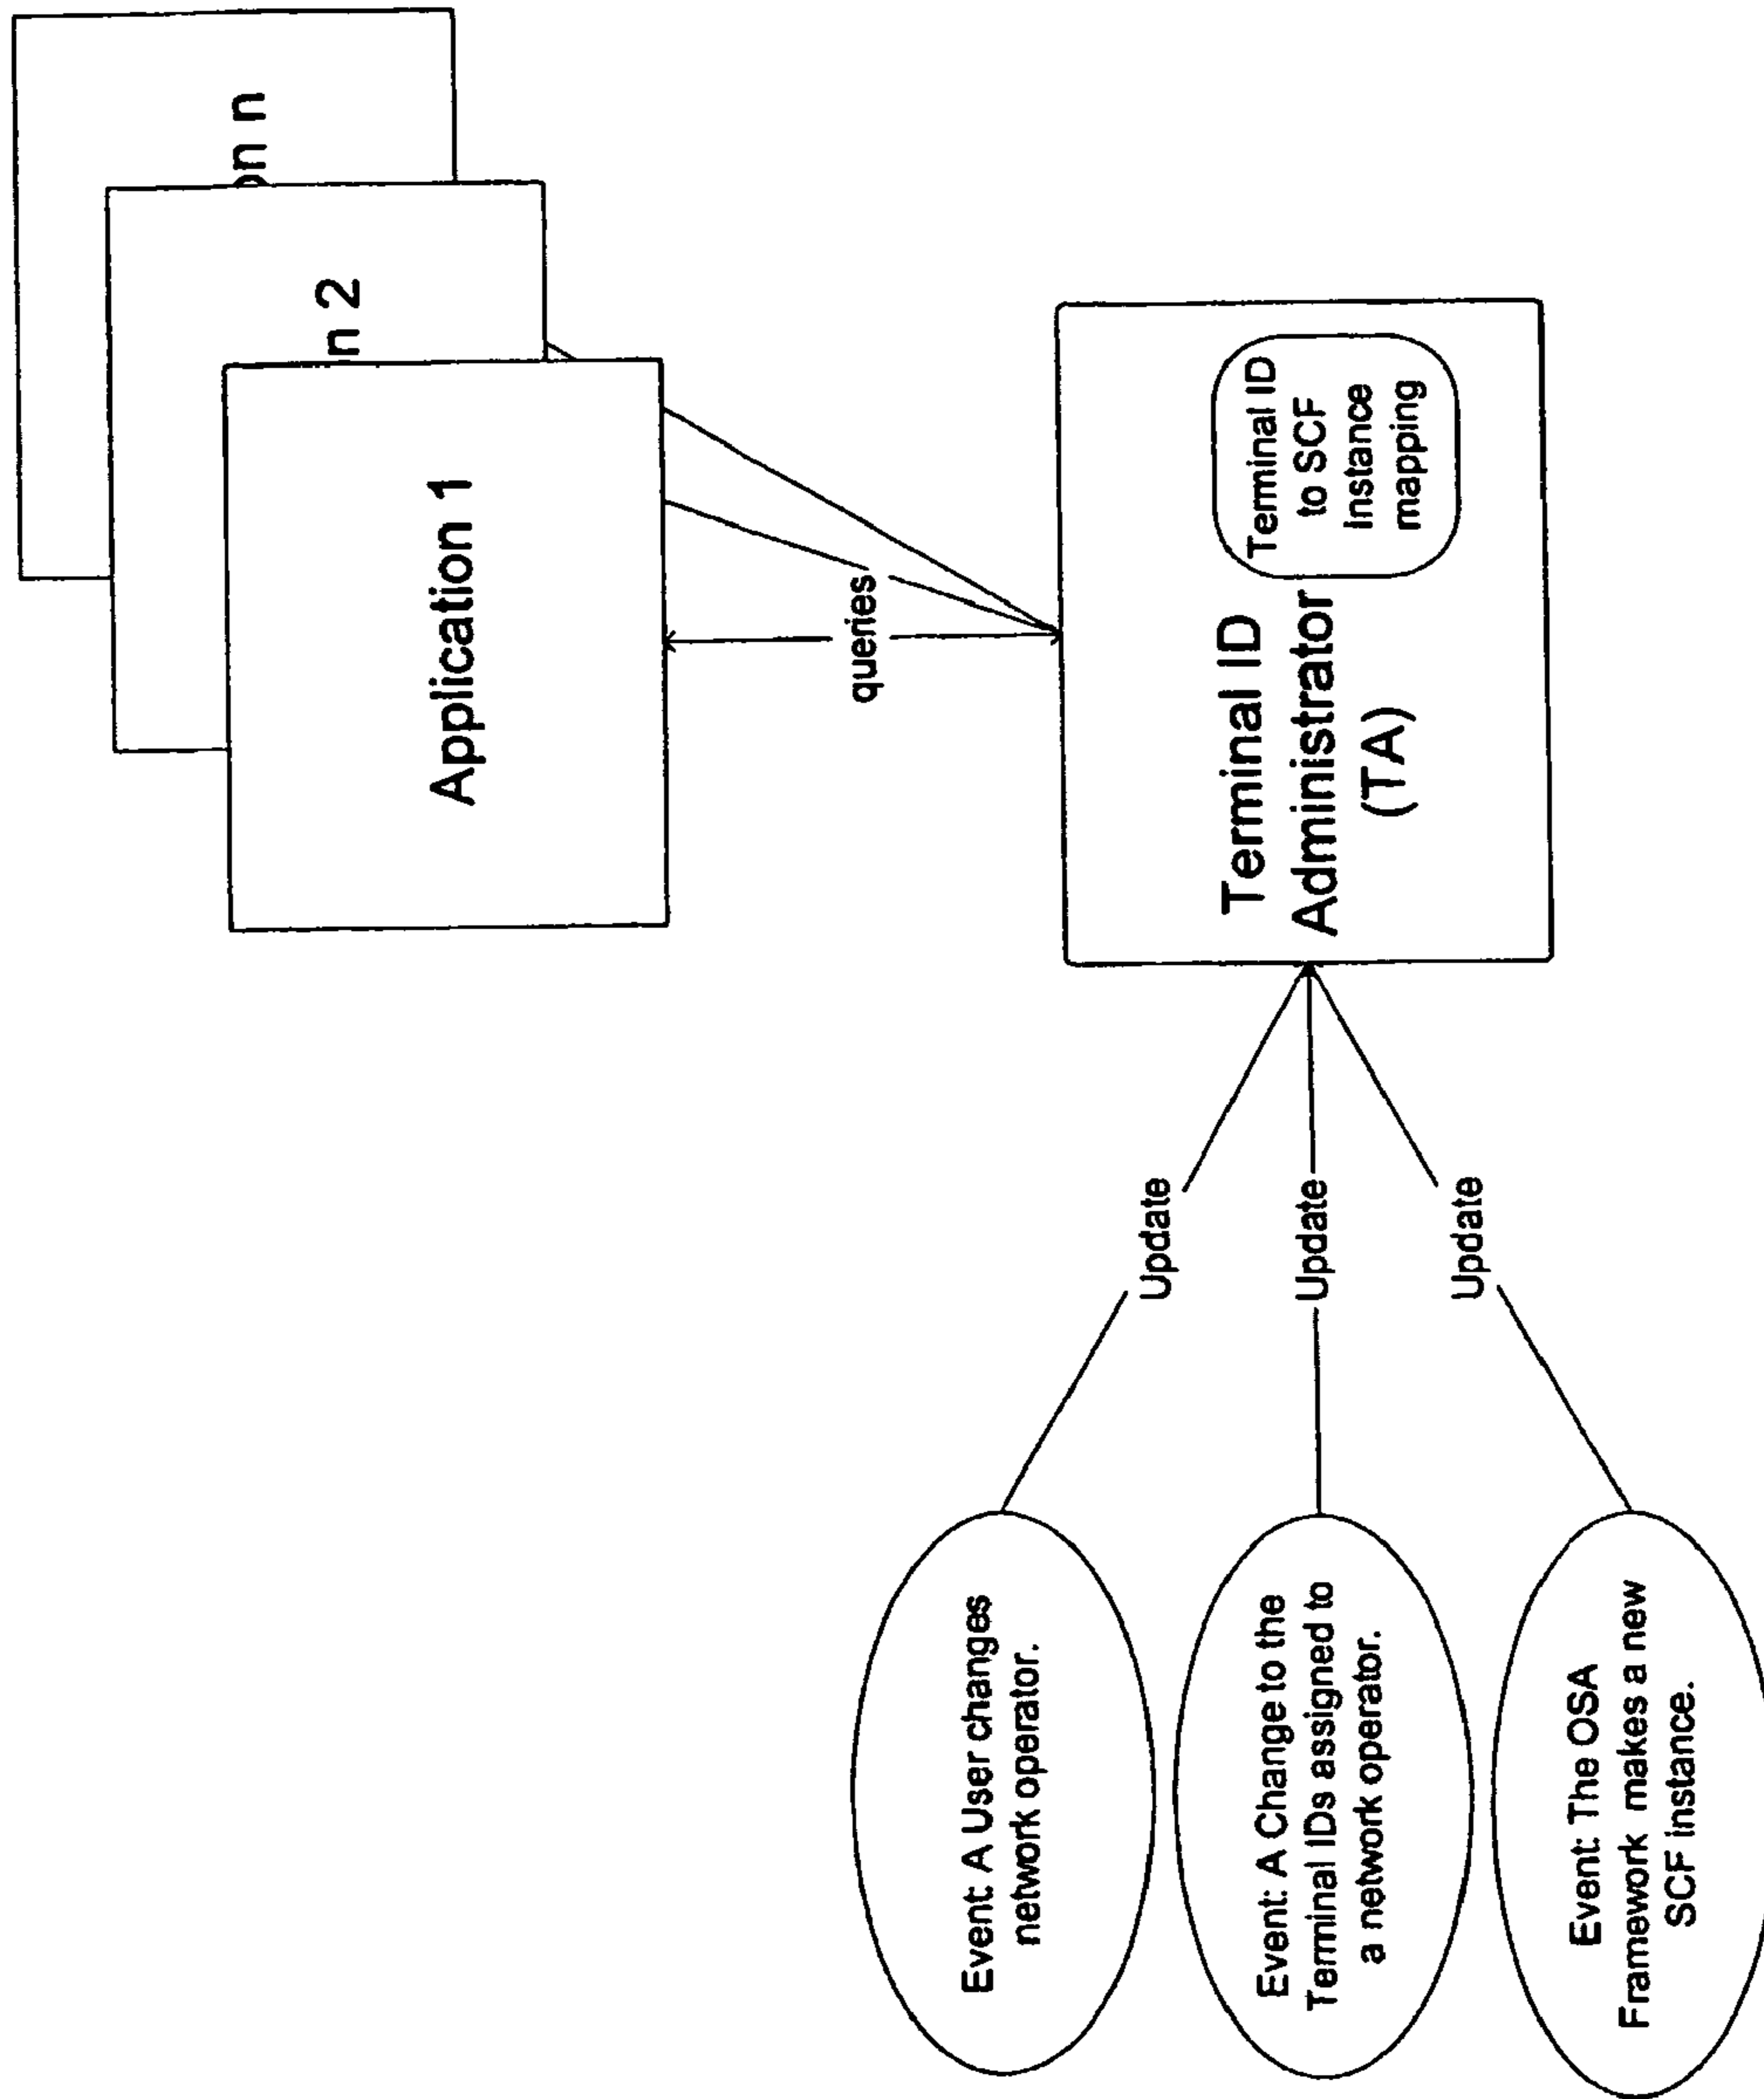 on n
n 2
Application 1
queries
Terminal ID
Administrator
(TA)
Terminal ID
to SCF
instance
mapping
Update
Update
Update
Event: A User changes
network operator.
Event: A Change to the
Terminal IDs assigned to
a network operator.
Event: The OSA
Framework makes a new
SCF instance.